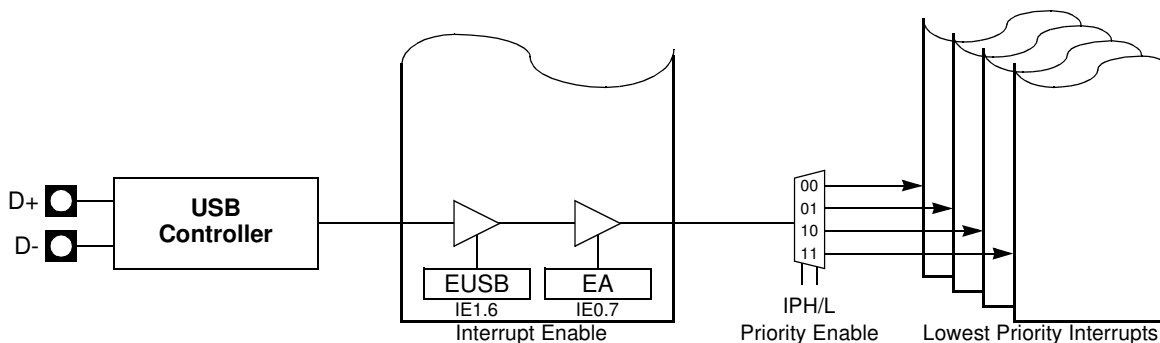 D+
D-
USB
Controller
EUSB
IE1.6
EA
IE0.7
Interrupt Enable
00
01
10
11
IPH/L
Priority Enable
Lowest Priority Interrupts